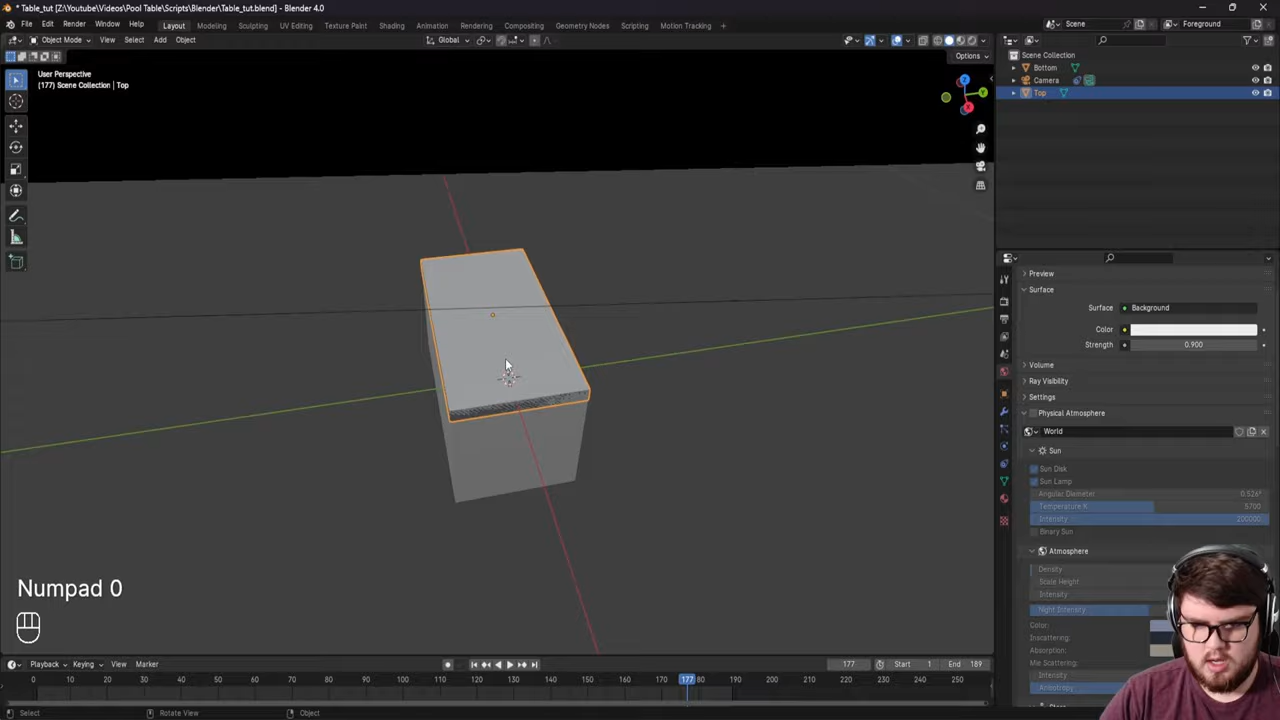 * Table_tut [Z:\Youtube\Videos\Pool Table\Scripts\Blender\Table_tut.blend] - Blender 4.0
File Edit Render Window Help Layout Modeling Sculpting UV Editing Texture Paint Shading Animation Rendering Compositing Geometry Nodes Scripting Motion Tracking + Scene Foreground
Object Mode View Select Add Object Global
Options
User Perspective
(177) Scene Collection | Top
Scene Collection
Bottom
Camera
Top
Z
Y
X
Preview
Surface
Surface Background
Color
Strength 0.900
Volume
Ray Visibility
Settings
Physical Atmosphere
World
Sun
Sun Disk
Sun Lamp
Angular Diameter 0.526°
Temperature K 5700
Intensity 200000
Binary Sun
Atmosphere
Density
Scale Height
Intensity
Night Intensity
Color:
Inscattering:
Absorption:
Mie Scattering:
Intensity
Anisotropy
Numpad 0
Playback Keying View Marker 177 Start 1 End 189
0 10 20 30 40 50 60 70 80 90 100 110 120 130 140 150 160 170 177 180 190 200 210 220 230 240 250
Select Rotate View Object